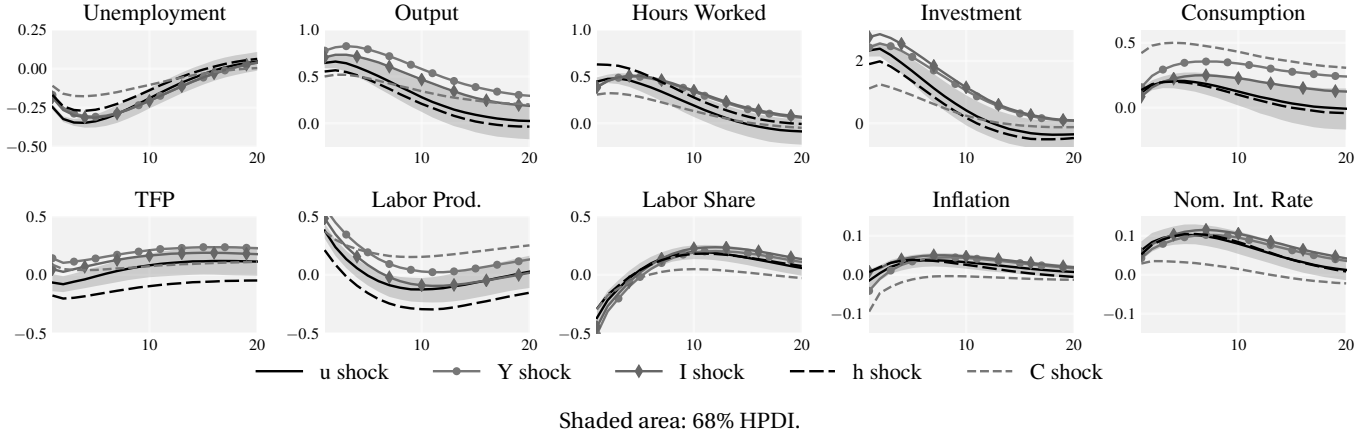 Unemployment Output Hours Worked Investment Consumption
0.25 0.00 −0.25 −0.50 10 20
1.0 0.5 0.0 10 20
1.0 0.5 0.0 10 20
2 0 10 20
0.5 0.0 10 20
TFP Labor Prod. Labor Share Inflation Nom. Int. Rate
0.5 0.0 −0.5 10 20
0.5 0.0 −0.5 10 20
0.5 0.0 −0.5 10 20
0.1 0.0 −0.1 10 20
0.1 0.0 −0.1 10 20
u shock Y shock I shock h shock C shock
Shaded area: 68% HPDI.